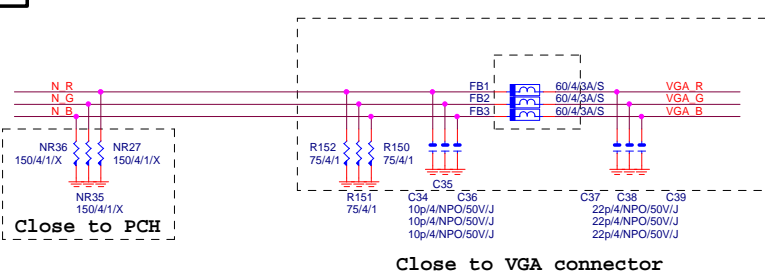 N_R FB1 60/4/3A/S VGA_R
N_G FB2 60/4/3A/S VGA_G
N_B FB3 60/4/3A/S VGA_B
NR36 NR27
150/4/1/X 150/4/1/X
NR35
150/4/1/X
Close to PCH
R152 R150
75/4/1 75/4/1
R151
75/4/1
C35
C34 C36
10p/4/NPO/50V/J
10p/4/NPO/50V/J
10p/4/NPO/50V/J
C37 C38 C39
22p/4/NPO/50V/J
22p/4/NPO/50V/J
22p/4/NPO/50V/J
Close to VGA connector